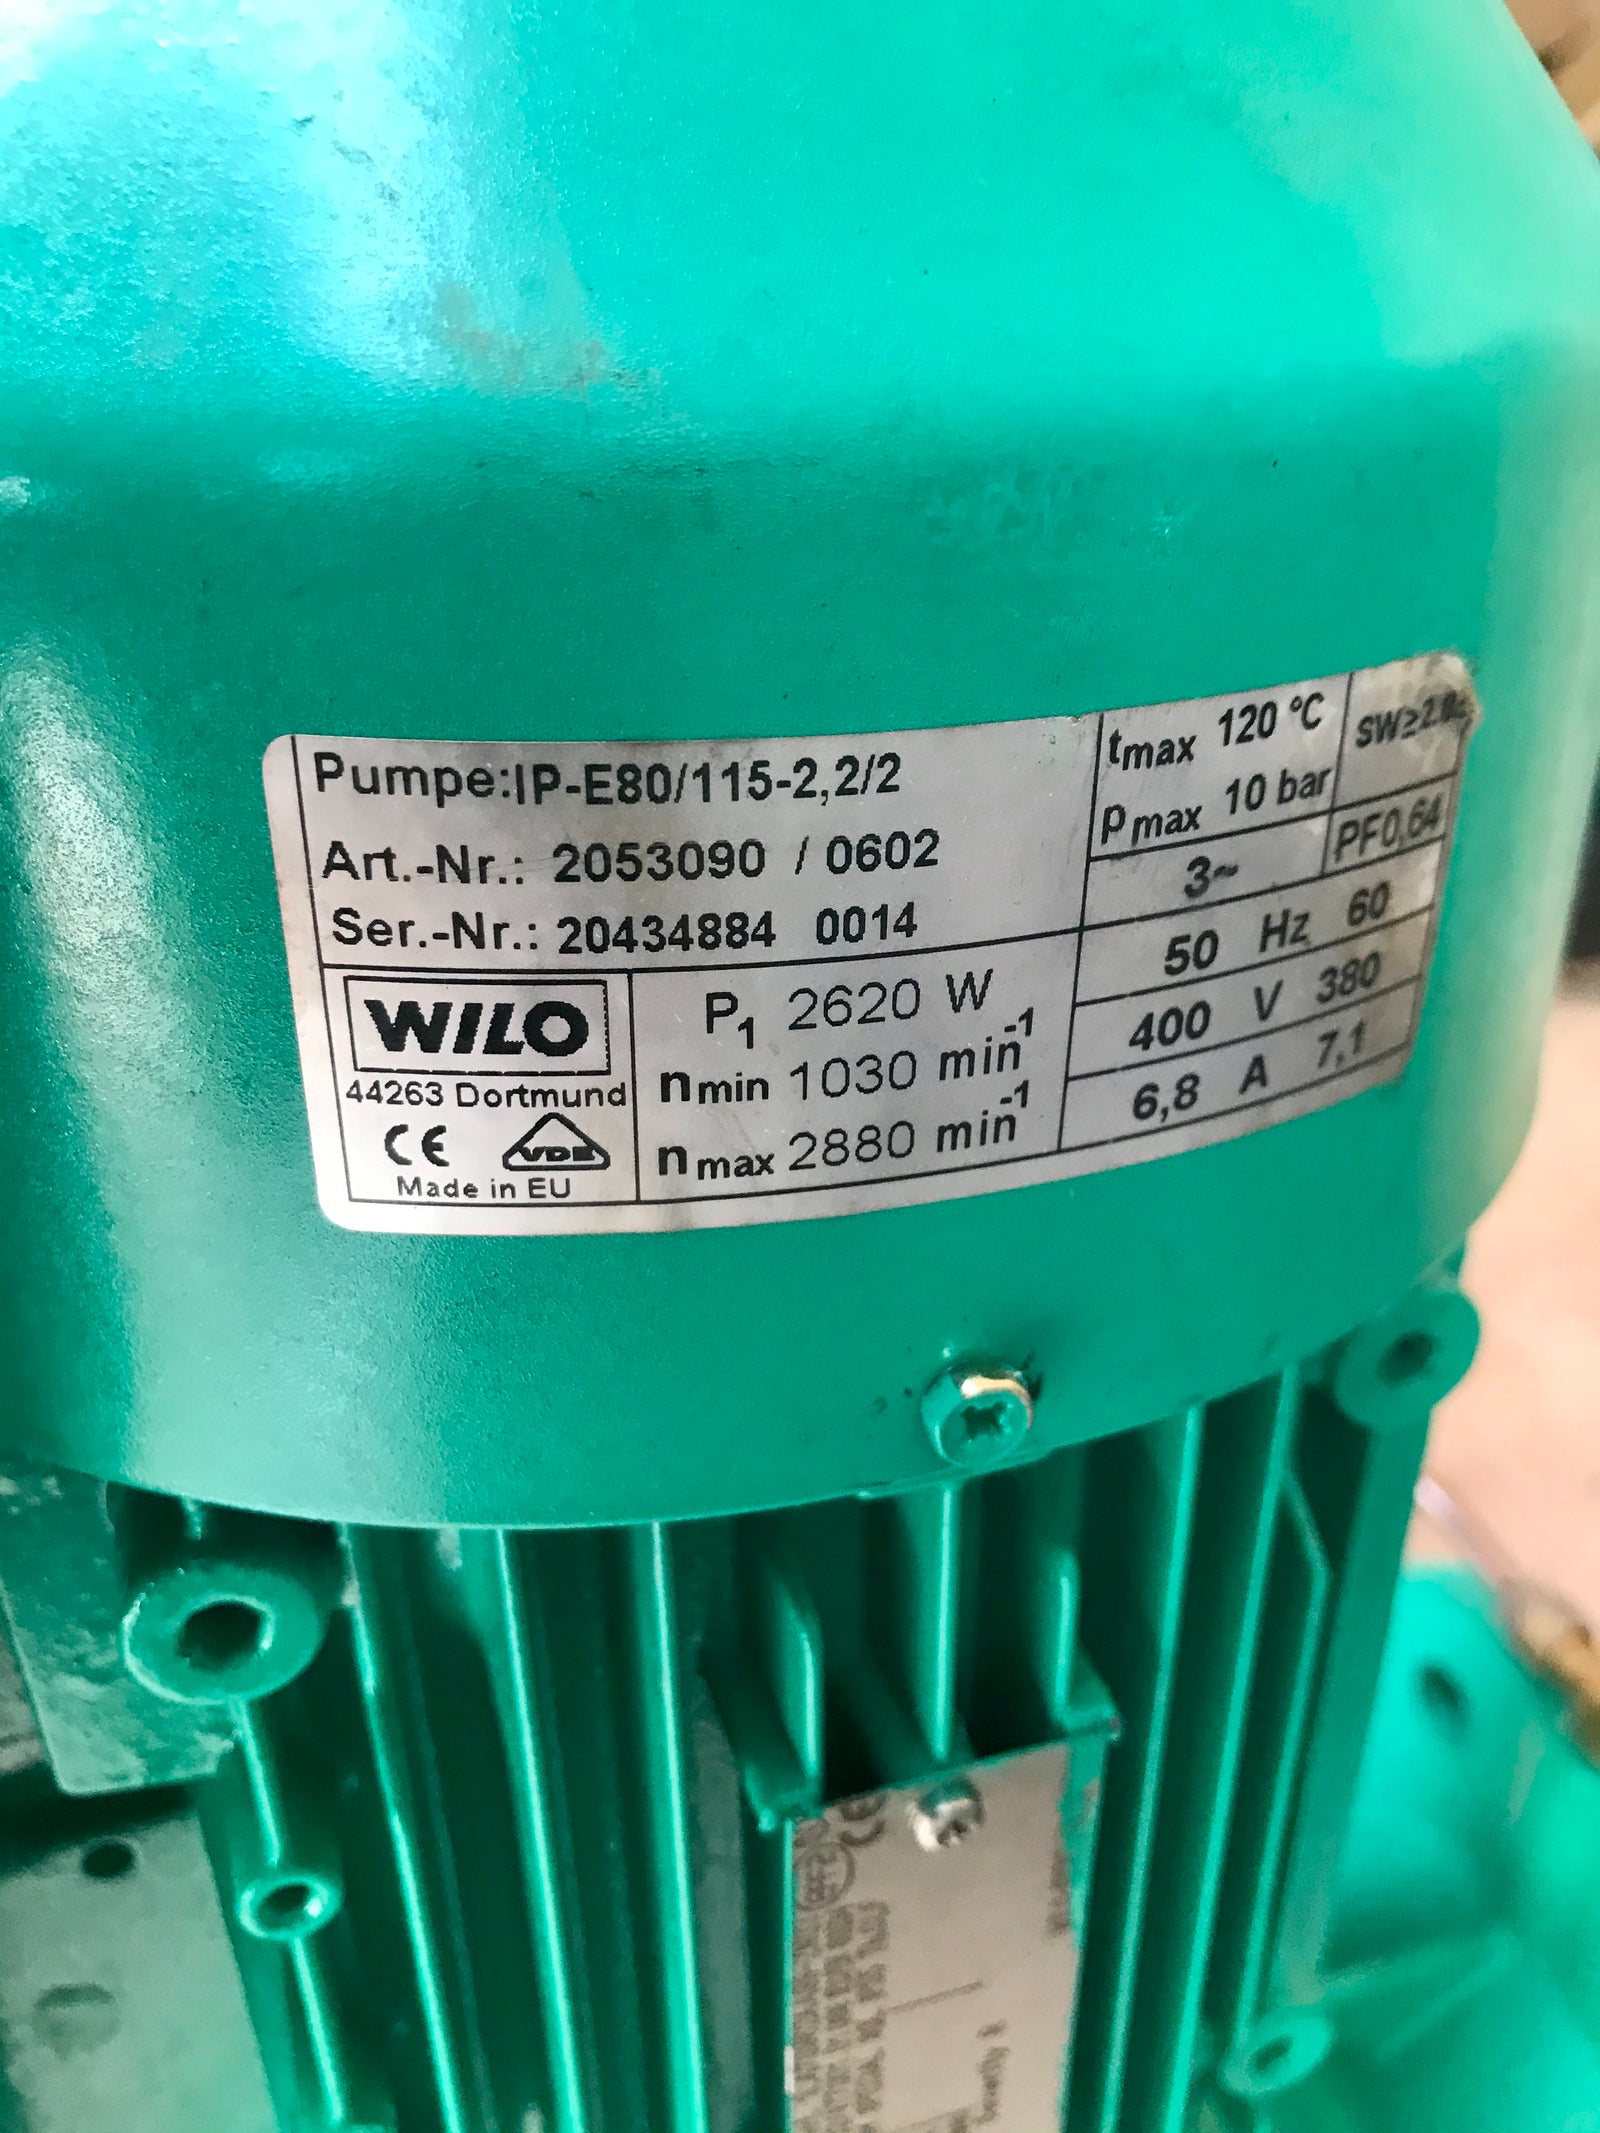 Pumpe:IP-E80/115-2,2/2
Art.-Nr.: 2053090 / 0602
Ser.-Nr.: 20434884 0014
WILO
44263 Dortmund
CE VDE
Made in EU
P1 2620 W
nmin 1030 min-1
nmax 2880 min-1
tmax 120 °C
pmax 10 bar
SW≥2.
3~ PF0,64
50 Hz 60
400 V 380
6,8 A 7,1